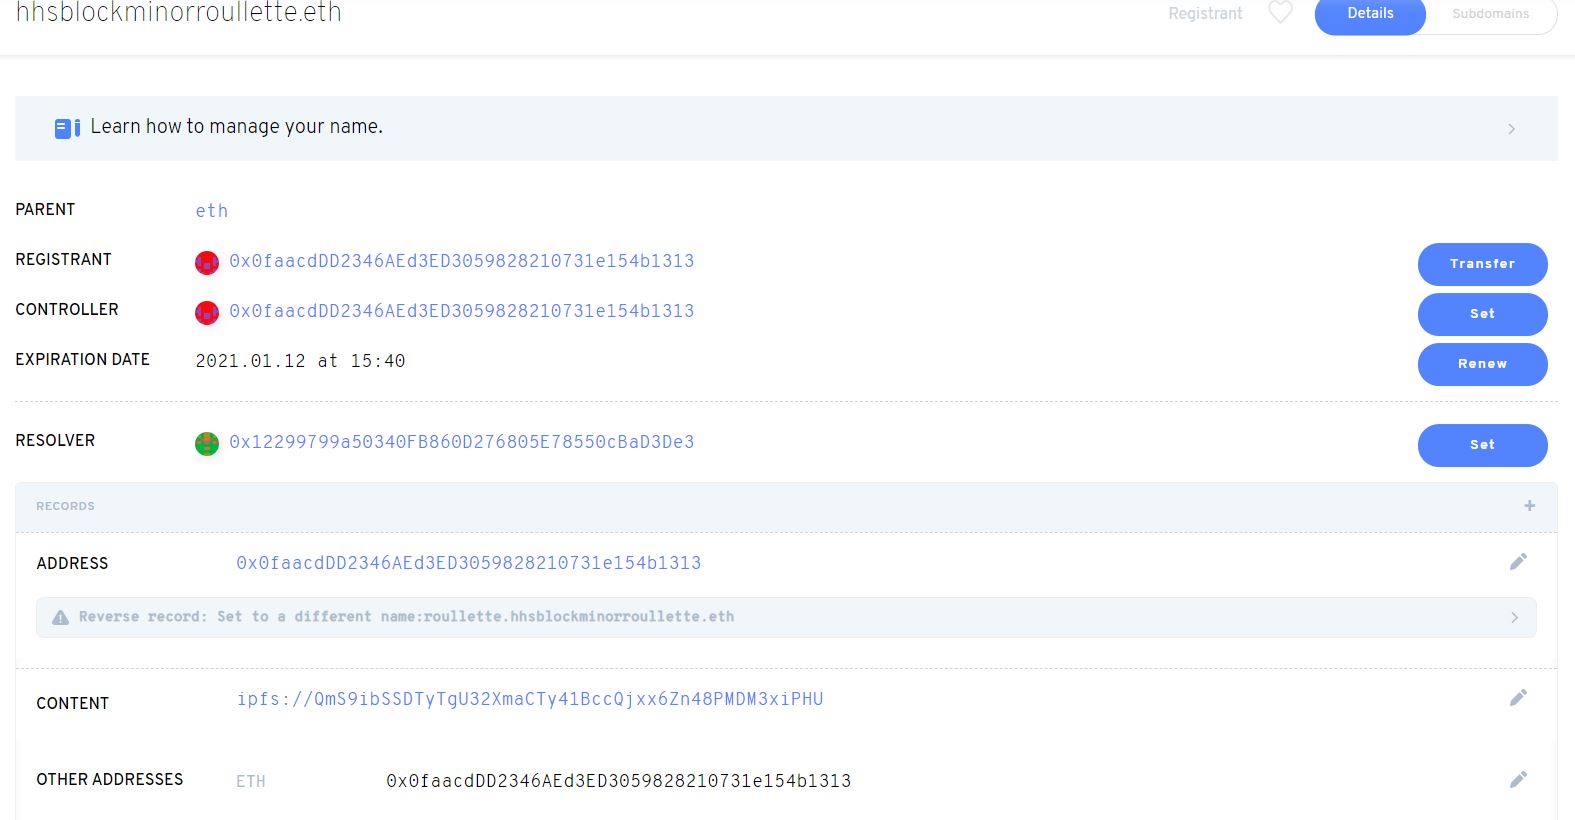 hhsblockminorroullette.eth
Registrant
Details
Subdomains
Learn how to manage your name.
PARENT eth
REGISTRANT 0x0faacdDD2346AEd3ED3059828210731e154b1313 Transfer
CONTROLLER 0x0faacdDD2346AEd3ED3059828210731e154b1313 Set
EXPIRATION DATE 2021.01.12 at 15:40 Renew
RESOLVER 0x12299799a50340FB860D276805E78550cBaD3De3 Set
RECORDS +
ADDRESS 0x0faacdDD2346AEd3ED3059828210731e154b1313
Reverse record: Set to a different name:roullette.hhsblockminorroullette.eth
CONTENT ipfs://QmS9ibSSDTyTgU32XmaCTy41BccQjxx6Zn48PMDM3xiPHU
OTHER ADDRESSES ETH 0x0faacdDD2346AEd3ED3059828210731e154b1313